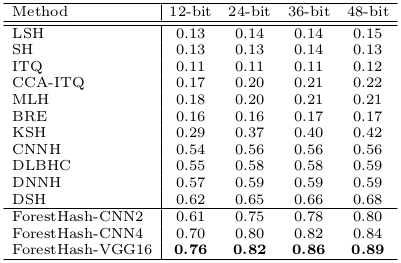 Method 12-bit 24-bit 36-bit 48-bit
LSH 0.13 0.14 0.14 0.15
SH 0.13 0.13 0.14 0.13
ITQ 0.11 0.11 0.11 0.12
CCA-ITQ 0.17 0.20 0.21 0.22
MLH 0.18 0.20 0.21 0.21
BRE 0.16 0.16 0.17 0.17
KSH 0.29 0.37 0.40 0.42
CNNH 0.54 0.56 0.56 0.56
DLBHC 0.55 0.58 0.58 0.59
DNNH 0.57 0.59 0.59 0.59
DSH 0.62 0.65 0.66 0.68
ForestHash-CNN2 0.61 0.75 0.78 0.80
ForestHash-CNN4 0.70 0.80 0.82 0.84
ForestHash-VGG16 0.76 0.82 0.86 0.89